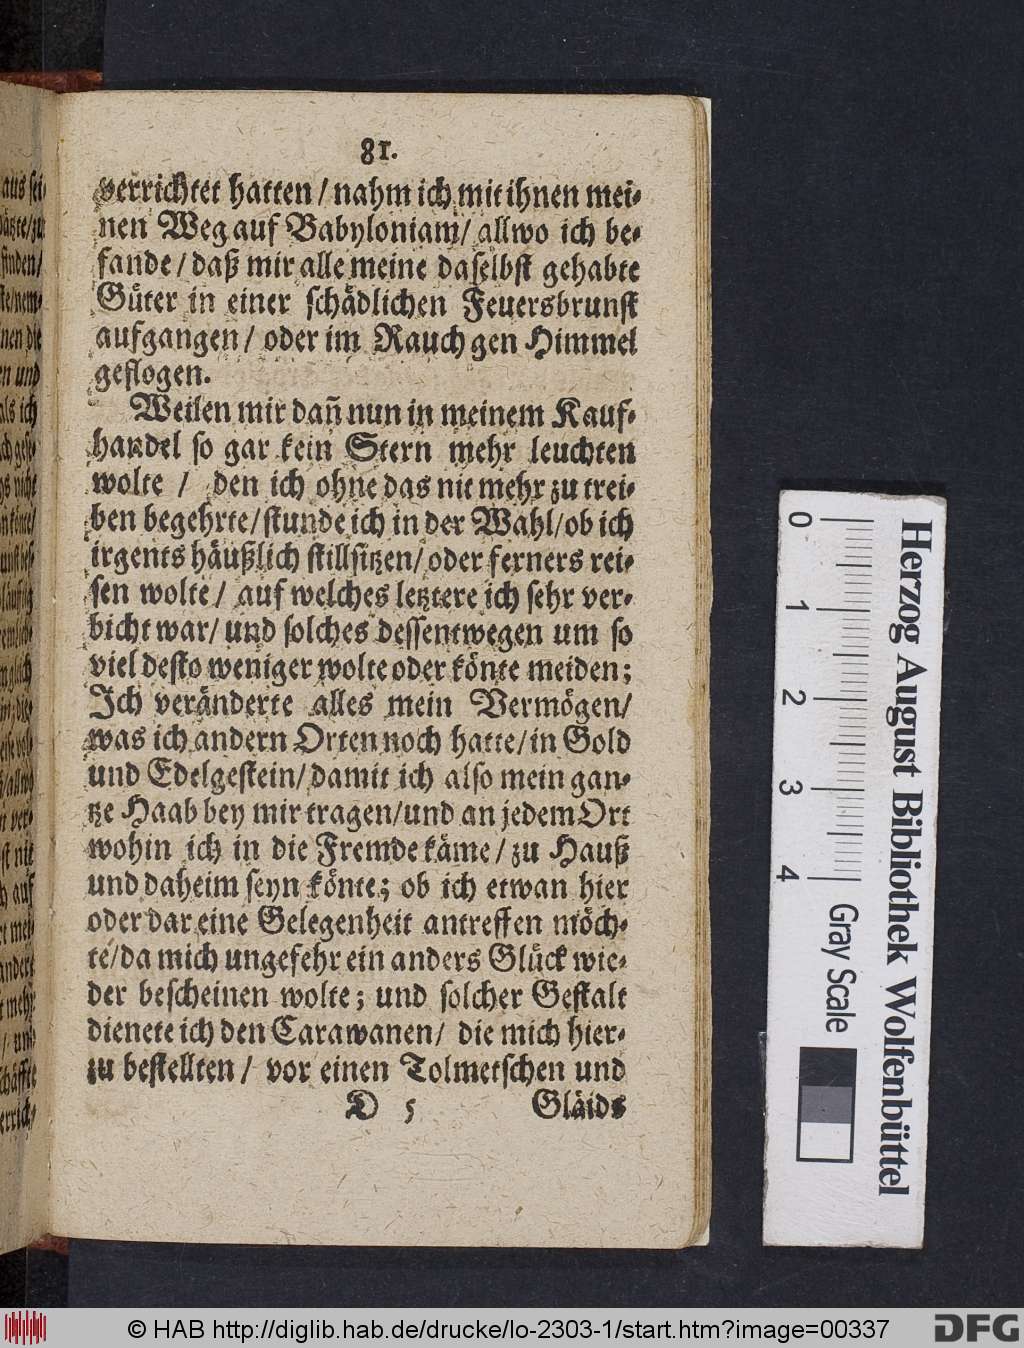 81.
verrichtet hatten / nahm ich mit ihnen mei-
nen Weg auf Babyloniam / allwo ich be-
fande / daß mir alle meine daselbst gehabte
Güter in einer schädlichen Feuersbrunst
aufgangen / oder im Rauch gen Himmel
geflogen.
Weilen mir dañ nun in meinem Kauf-
handel so gar kein Stern mehr leuchten
wolte / den ich ohne das nit mehr zu trei-
ben begehrte / stunde ich in der Wahl / ob ich
irgents häußlich stillsitzen / oder ferners rei-
sen wolte / auf welches letztere ich sehr ver-
bicht war / und solches dessentwegen um so
viel desto weniger wolte oder könte meiden;
Ich veränderte alles mein Vermögen /
was ich andern Orten noch hatte / in Gold
und Edelgestein / damit ich also mein gan-
tze Haab bey mir tragen / und an jedem Ort
wohin ich in die Fremde käme / zu Hauß
und daheim seyn könte; ob ich etwan hier
oder dar eine Gelegenheit antreffen möch-
te / da mich ungefehr ein anders Glück wie-
der bescheinen wolte; und solcher Gestalt
dienete ich den Carawanen / die mich hier-
zu bestellten / vor einen Tolmetschen und
D 5 Gläids
Herzog August Bibliothek Wolfenbüttel
0 1 2 3 4 Gray Scale
© HAB http://diglib.hab.de/drucke/lo-2303-1/start.htm?image=00337
DFG